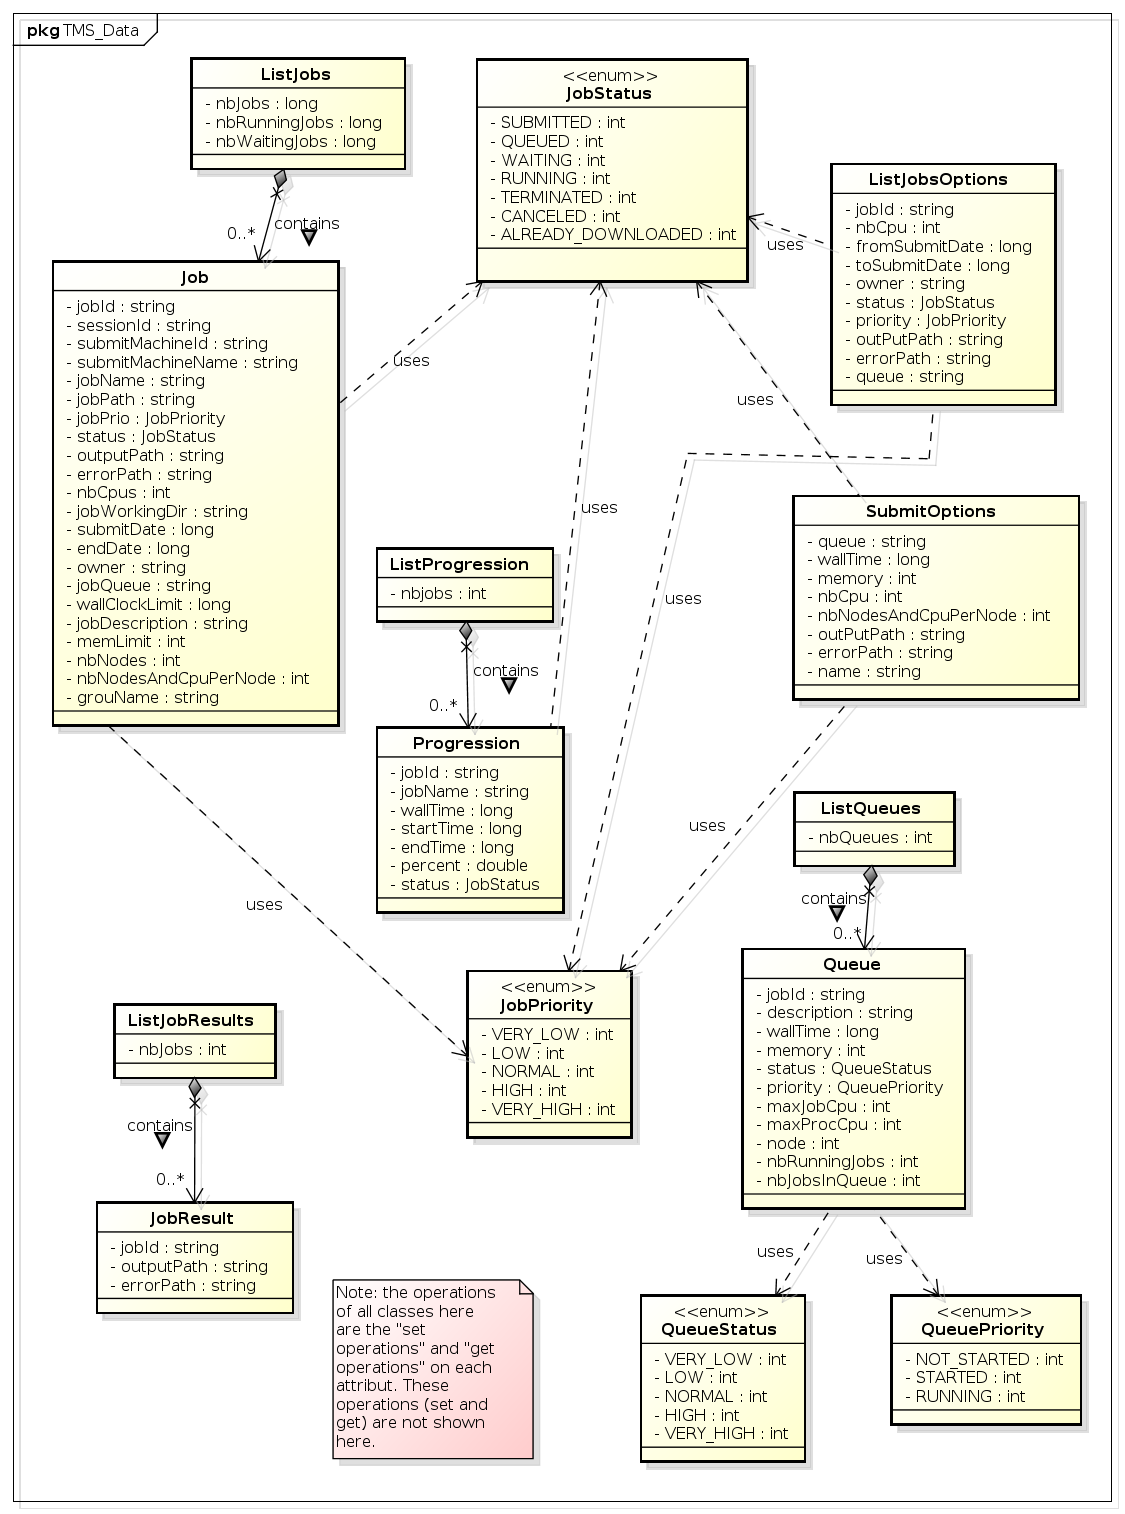 pkg TMS_Data
ListJobs
- nbJobs : long
- nbRunningJobs : long
- nbWaitingJobs : long
contains
0..*
<<enum>>
JobStatus
- SUBMITTED : int
- QUEUED : int
- WAITING : int
- RUNNING : int
- TERMINATED : int
- CANCELED : int
- ALREADY_DOWNLOADED : int
ListJobsOptions
- jobId : string
- nbCpu : int
- fromSubmitDate : long
- toSubmitDate : long
- owner : string
- status : JobStatus
- priority : JobPriority
- outPutPath : string
- errorPath : string
- queue : string
uses
Job
- jobId : string
- sessionId : string
- submitMachineId : string
- submitMachineName : string
- jobName : string
- jobPath : string
- jobPrio : JobPriority
- status : JobStatus
- outputPath : string
- errorPath : string
- nbCpus : int
- jobWorkingDir : string
- submitDate : long
- endDate : long
- owner : string
- jobQueue : string
- wallClockLimit : long
- jobDescription : string
- memLimit : int
- nbNodes : int
- nbNodesAndCpuPerNode : int
- grouName : string
uses
uses
uses
uses
SubmitOptions
- queue : string
- wallTime : long
- memory : int
- nbCpu : int
- nbNodesAndCpuPerNode : int
- outPutPath : string
- errorPath : string
- name : string
ListProgression
- nbjobs : int
contains
0..*
Progression
- jobId : string
- jobName : string
- wallTime : long
- startTime : long
- endTime : long
- percent : double
- status : JobStatus
uses
uses
ListQueues
- nbQueues : int
contains
0..*
Queue
- jobId : string
- description : string
- wallTime : long
- memory : int
- status : QueueStatus
- priority : QueuePriority
- maxJobCpu : int
- maxProcCpu : int
- node : int
- nbRunningJobs : int
- nbJobsInQueue : int
<<enum>>
JobPriority
- VERY_LOW : int
- LOW : int
- NORMAL : int
- HIGH : int
- VERY_HIGH : int
ListJobResults
- nbJobs : int
contains
0..*
JobResult
- jobId : string
- outputPath : string
- errorPath : string
Note: the operations
of all classes here
are the "set
operations" and "get
operations" on each
attribut. These
operations (set and
get) are not shown
here.
uses
uses
<<enum>>
QueueStatus
- VERY_LOW : int
- LOW : int
- NORMAL : int
- HIGH : int
- VERY_HIGH : int
<<enum>>
QueuePriority
- NOT_STARTED : int
- STARTED : int
- RUNNING : int